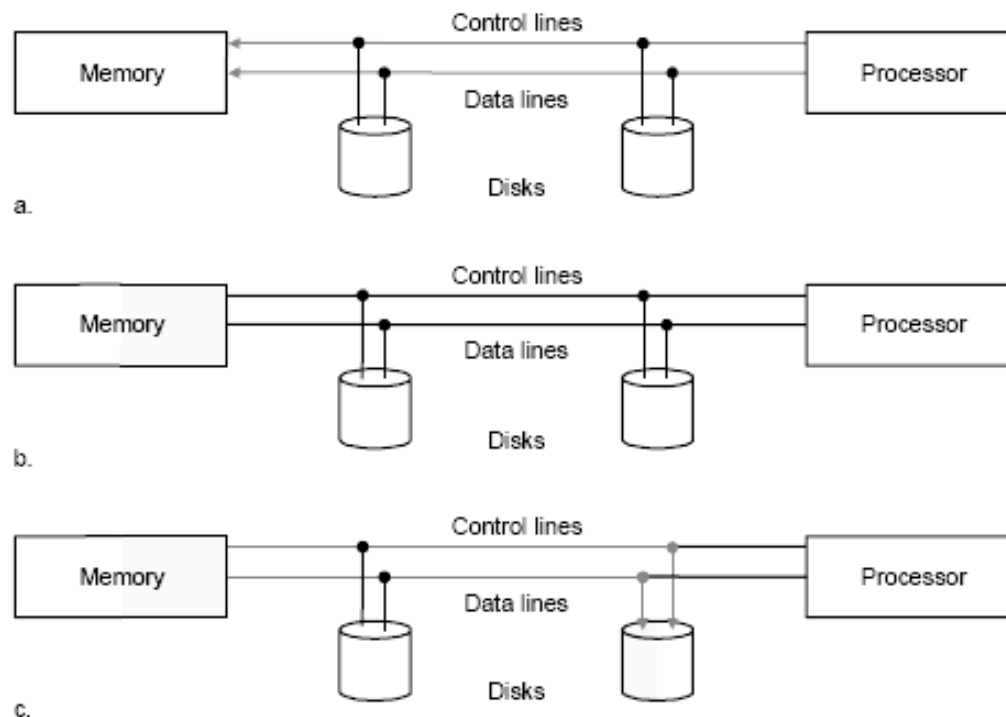 Control lines
Memory
Processor
Data lines
Disks
a.
Control lines
Memory
Processor
Data lines
Disks
b.
Control lines
Memory
Processor
Data lines
Disks
c.